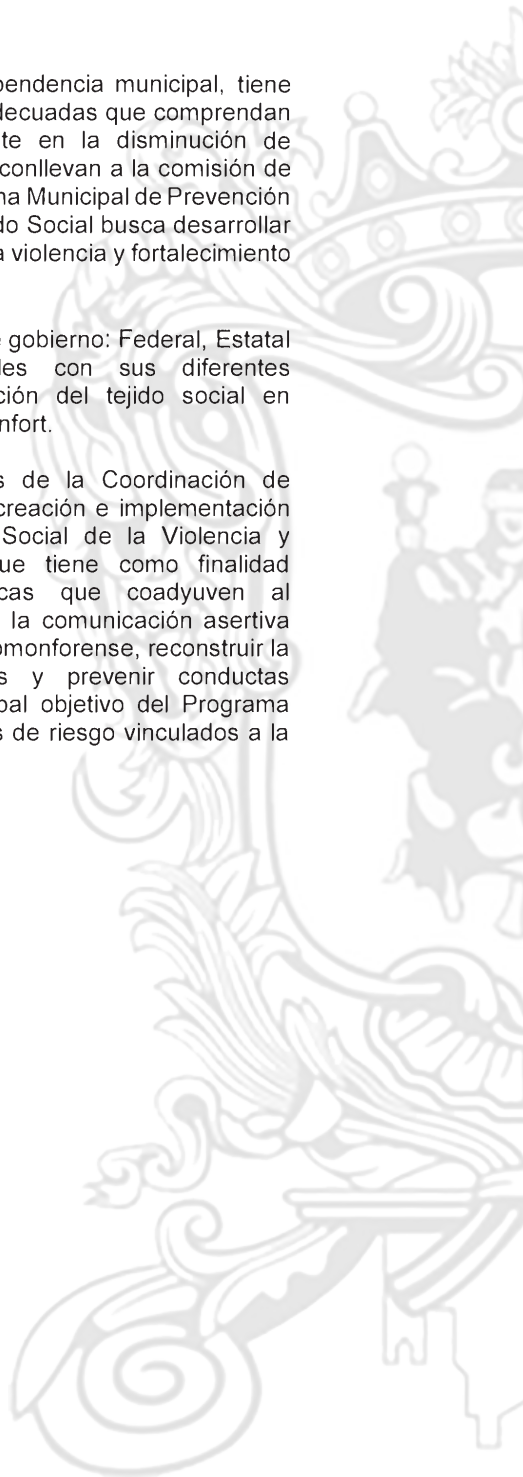 pendencia municipal, tiene
decuadas que comprendan
te en la disminución de
conllevan a la comisión de
na Municipal de Prevención
do Social busca desarrollar
a violencia y fortalecimiento
e gobierno: Federal, Estatal
les con sus diferentes
ción del tejido social en
nfort.
s de la Coordinación de
creación e implementación
Social de la Violencia y
ue tiene como finalidad
cas que coadyuven al
la comunicación asertiva
omonforense, reconstruir la
s y prevenir conductas
pal objetivo del Programa
s de riesgo vinculados a la